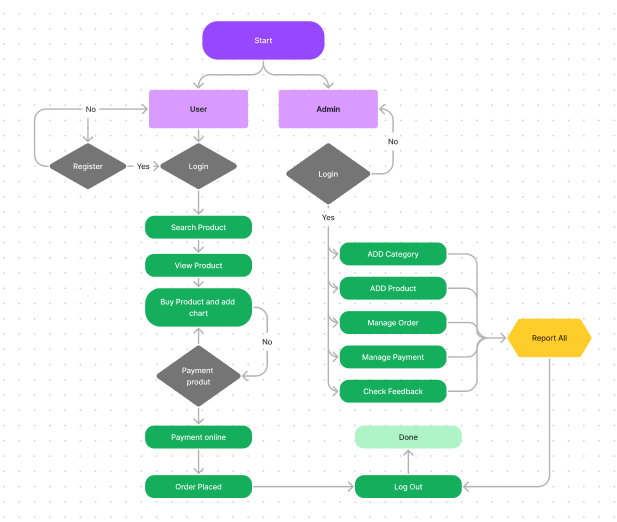 Start
User
Admin
No
No
Register
Yes
Login
Login
Yes
Search Product
View Product
Buy Product and add
chart
No
Payment
produt
Payment online
Order Placed
ADD Category
ADD Product
Manage Order
Manage Payment
Check Feedback
Report All
Done
Log Out